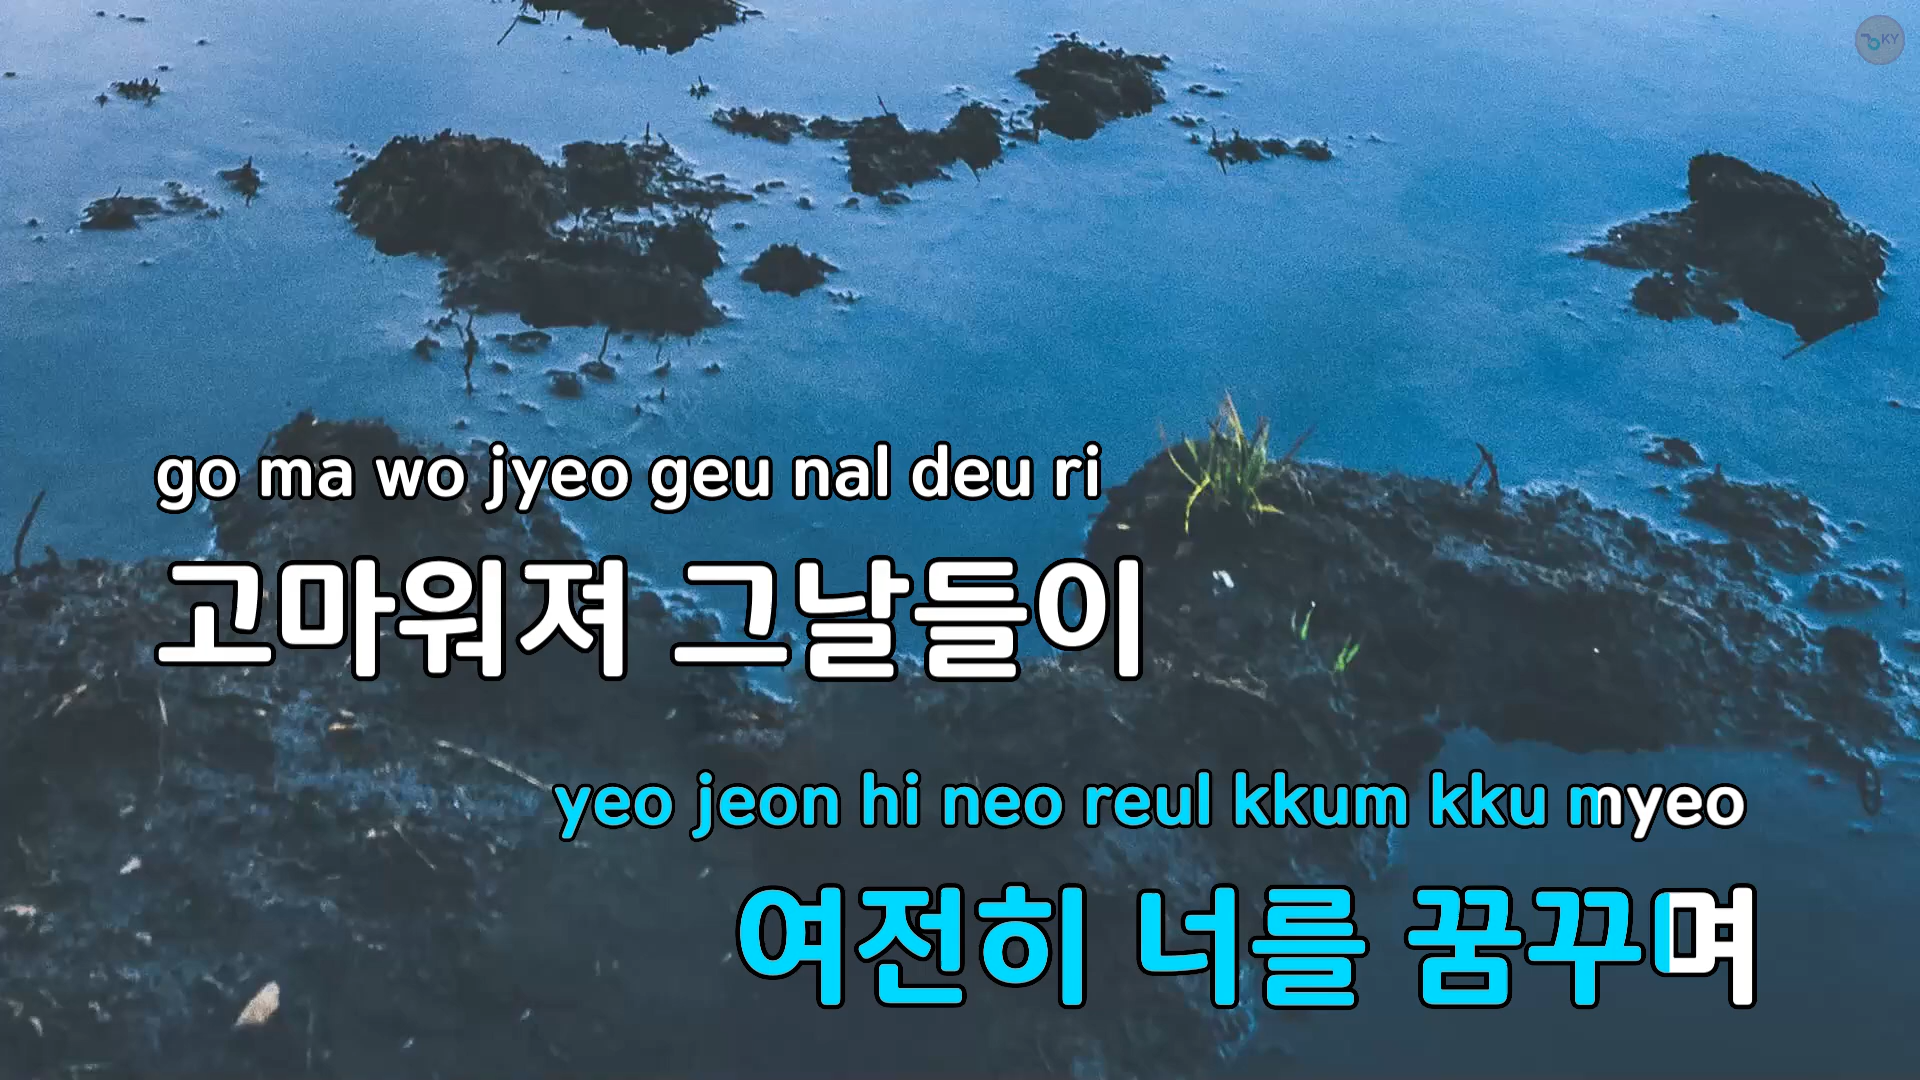 KY
go ma wo jyeo geu nal deu ri
고마워져 그날들이
yeo jeon hi neo reul kkum kku myeo
여전히 너를 꿈꾸며